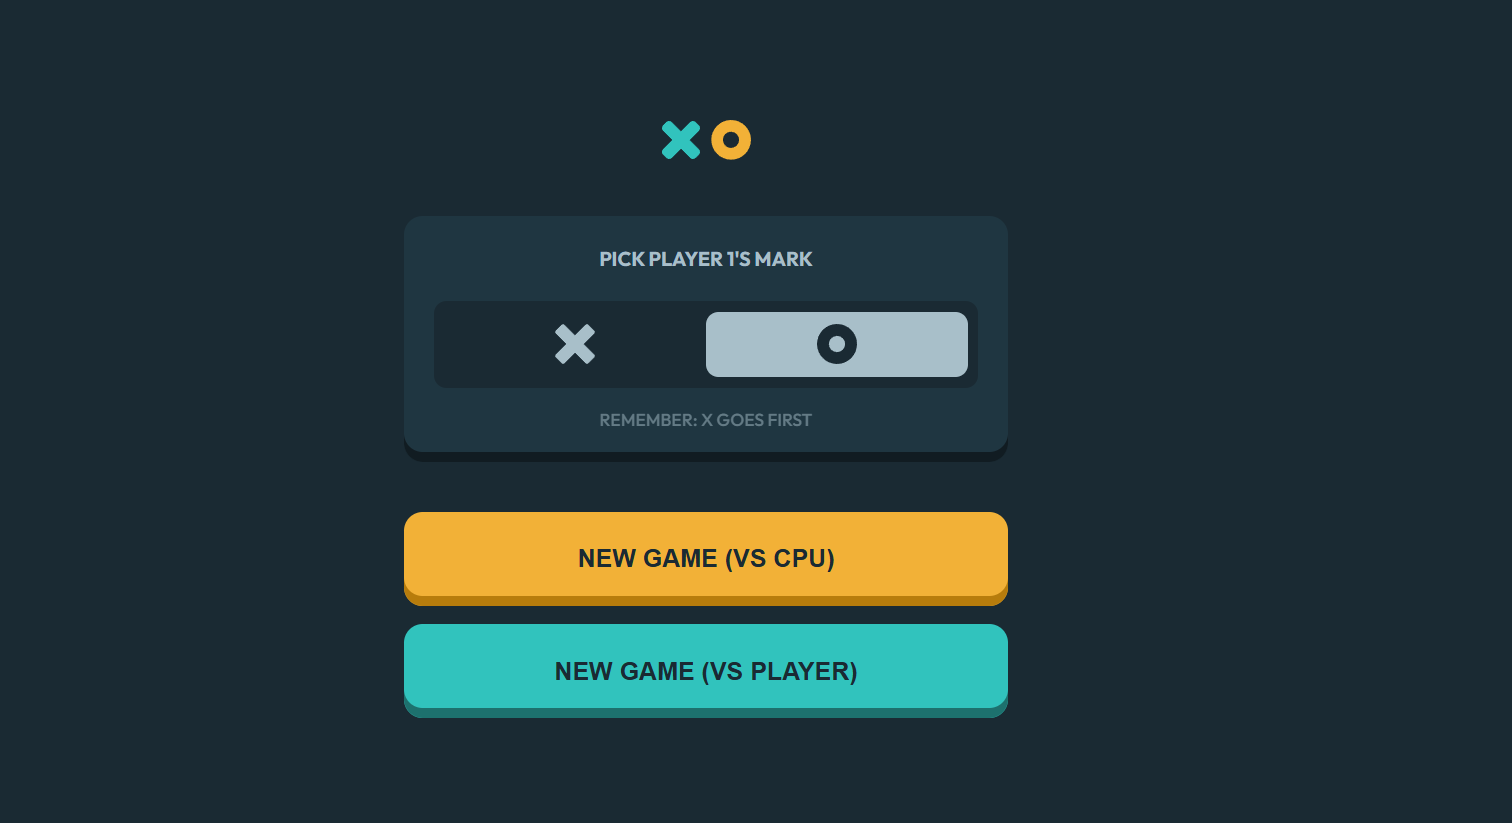 PICK PLAYER 1'S MARK
REMEMBER: X GOES FIRST
NEW GAME (VS CPU)
NEW GAME (VS PLAYER)